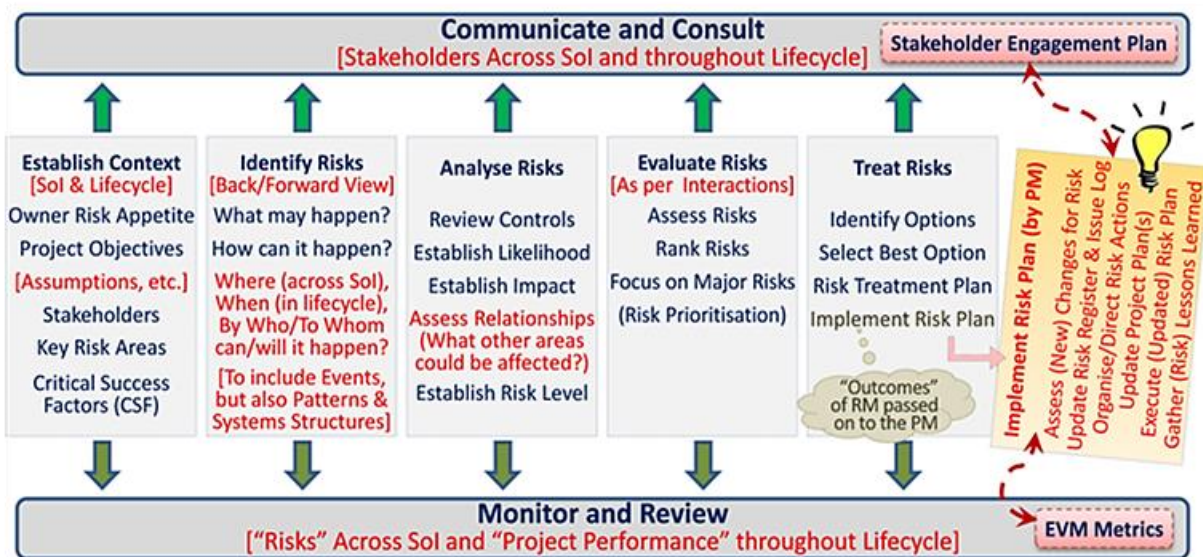 Communicate and Consult
[Stakeholders Across SoI and throughout Lifecycle]
Stakeholder Engagement Plan
Establish Context
[SoI & Lifecycle]
Owner Risk Appetite
Project Objectives
[Assumptions, etc.]
Stakeholders
Key Risk Areas
Critical Success
Factors (CSF)
Identify Risks
[Back/Forward View]
What may happen?
How can it happen?
Where (across SoI),
When (in lifecycle),
By Who/To Whom
can/will it happen?
[To include Events,
but also Patterns &
Systems Structures]
Analyse Risks
Review Controls
Establish Likelihood
Establish Impact
Assess Relationships
(What other areas
could be affected?)
Establish Risk Level
Evaluate Risks
[As per Interactions]
Assess Risks
Rank Risks
Focus on Major Risks
(Risk Prioritisation)
Treat Risks
Identify Options
Select Best Option
Risk Treatment Plan
Implement Risk Plan
"Outcomes"
of RM passed
on to the PM
Implement Risk Plan (by PM)
Assess (New) Changes for Risk
Update Risk Register & Issue Log
Organise/Direct Risk Actions
Update Project Plan(s)
Execute (Updated) Risk Plan
Gather (Risk) Lessons Learned
Monitor and Review
["Risks" Across SoI and "Project Performance" throughout Lifecycle]
EVM Metrics